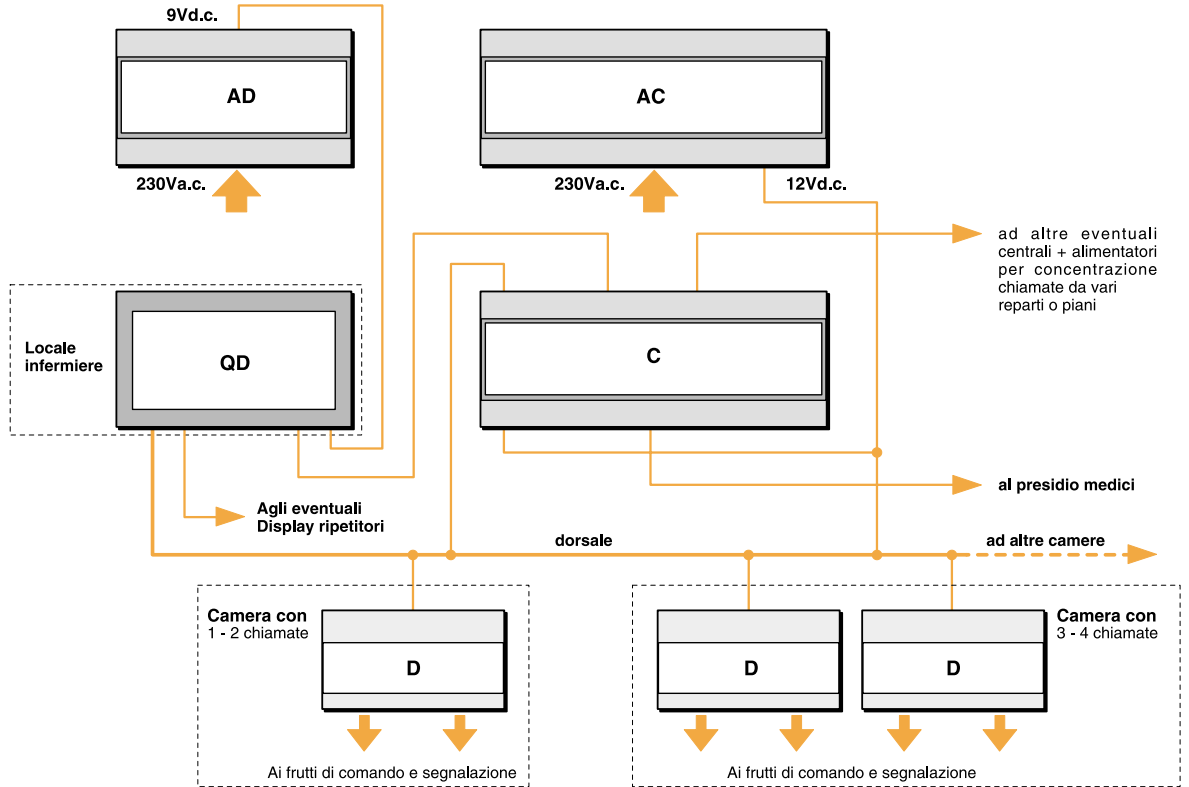 9Vd.c.
AD
AC
230Va.c.
230Va.c.
12Vd.c.
ad altre eventuali
centrali + alimentatori
per concentrazione
chiamate da vari
reparti o piani
Locale
infermiere
QD
C
al presidio medici
Agli eventuali
Display ripetitori
dorsale
ad altre camere
Camera con
1 - 2 chiamate
D
D
D
Camera con
3 - 4 chiamate
Ai frutti di comando e segnalazione
Ai frutti di comando e segnalazione